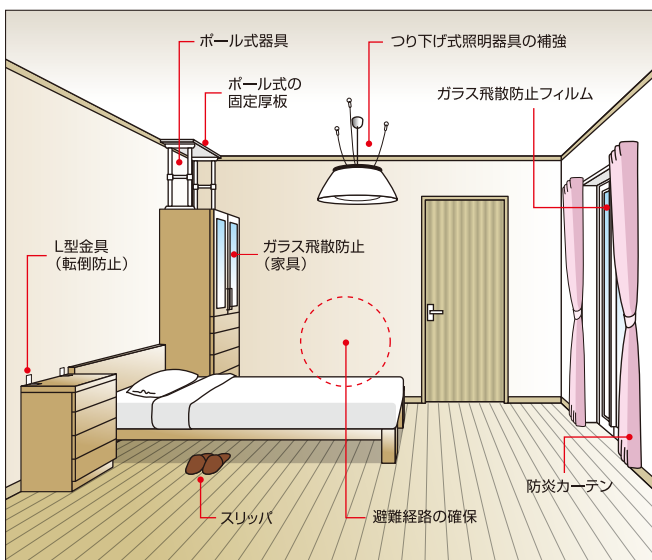 ポール式器具
つり下げ式照明器具の補強
ポール式の
固定厚板
ガラス飛散防止フィルム
L型金具
（転倒防止）
ガラス飛散防止
（家具）
防炎カーテン
スリッパ
避難経路の確保